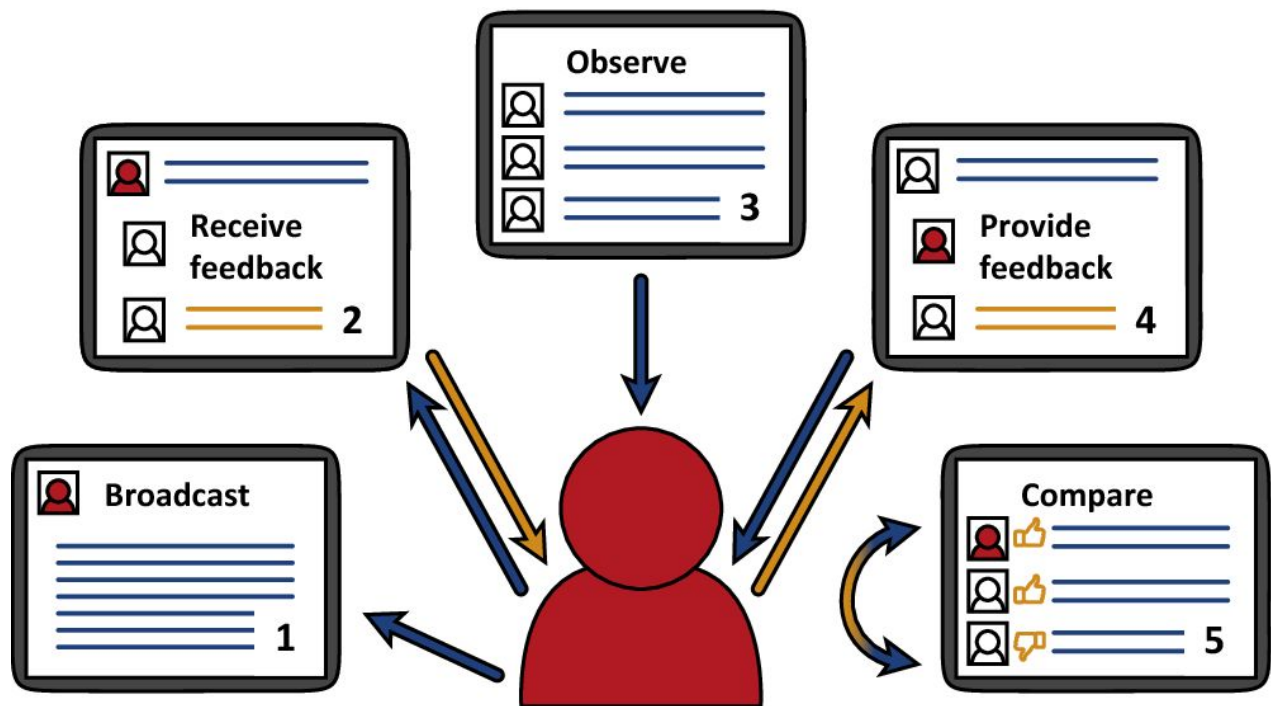 Broadcast
1
Receive
feedback
2
Observe
3
Provide
feedback
4
Compare
5